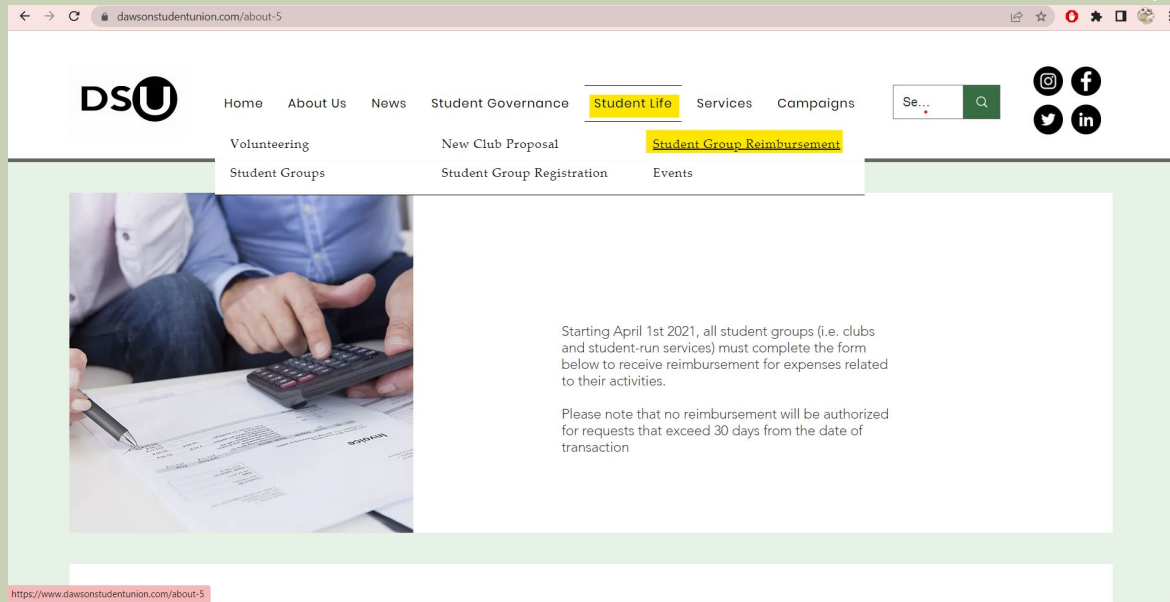 dawsonstudentunion.com/about-5
DSU
Home About Us News Student Governance Student Life Services Campaigns
Se...
Volunteering New Club Proposal Student Group Reimbursement
Student Groups Student Group Registration Events
Invoice
Starting April 1st 2021, all student groups (i.e. clubs
and student-run services) must complete the form
below to receive reimbursement for expenses related
to their activities.
Please note that no reimbursement will be authorized
for requests that exceed 30 days from the date of
transaction
https://www.dawsonstudentunion.com/about-5